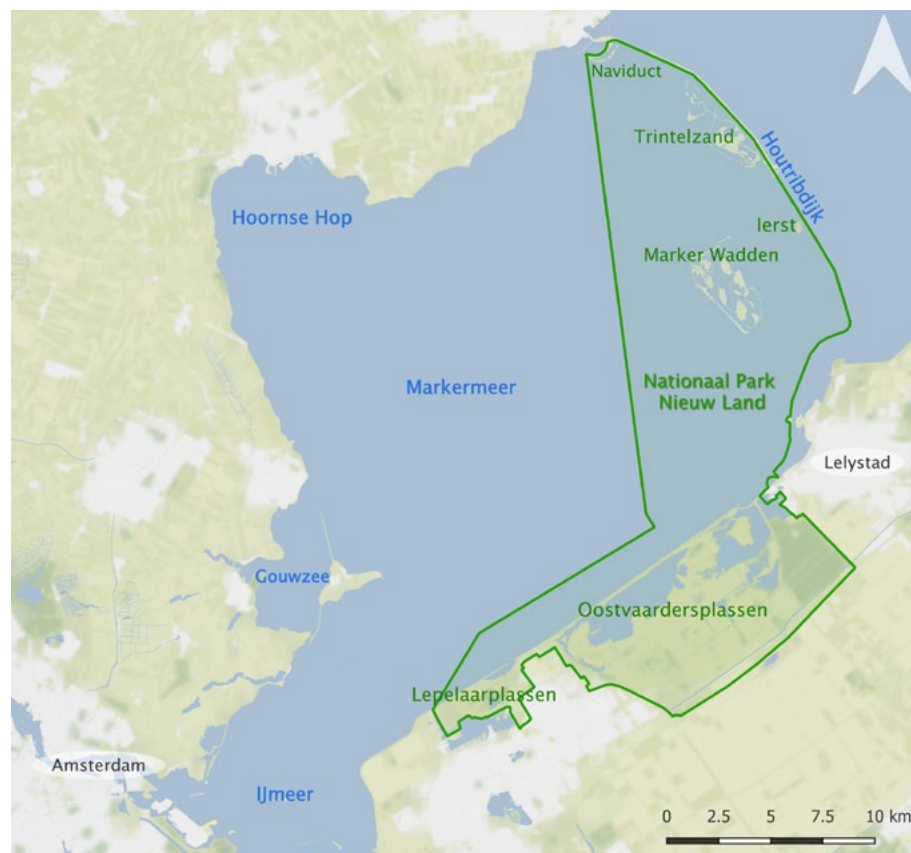 Naviduct
Trintelzand
Houtribdijk
Ierst
Hoornse Hop
Marker Wadden
Markermeer
Nationaal Park
Nieuw Land
Lelystad
Gouwzee
Oostvaardersplassen
Lepelaarplassen
Amsterdam
IJmeer
0 2.5 5 7.5 10 km